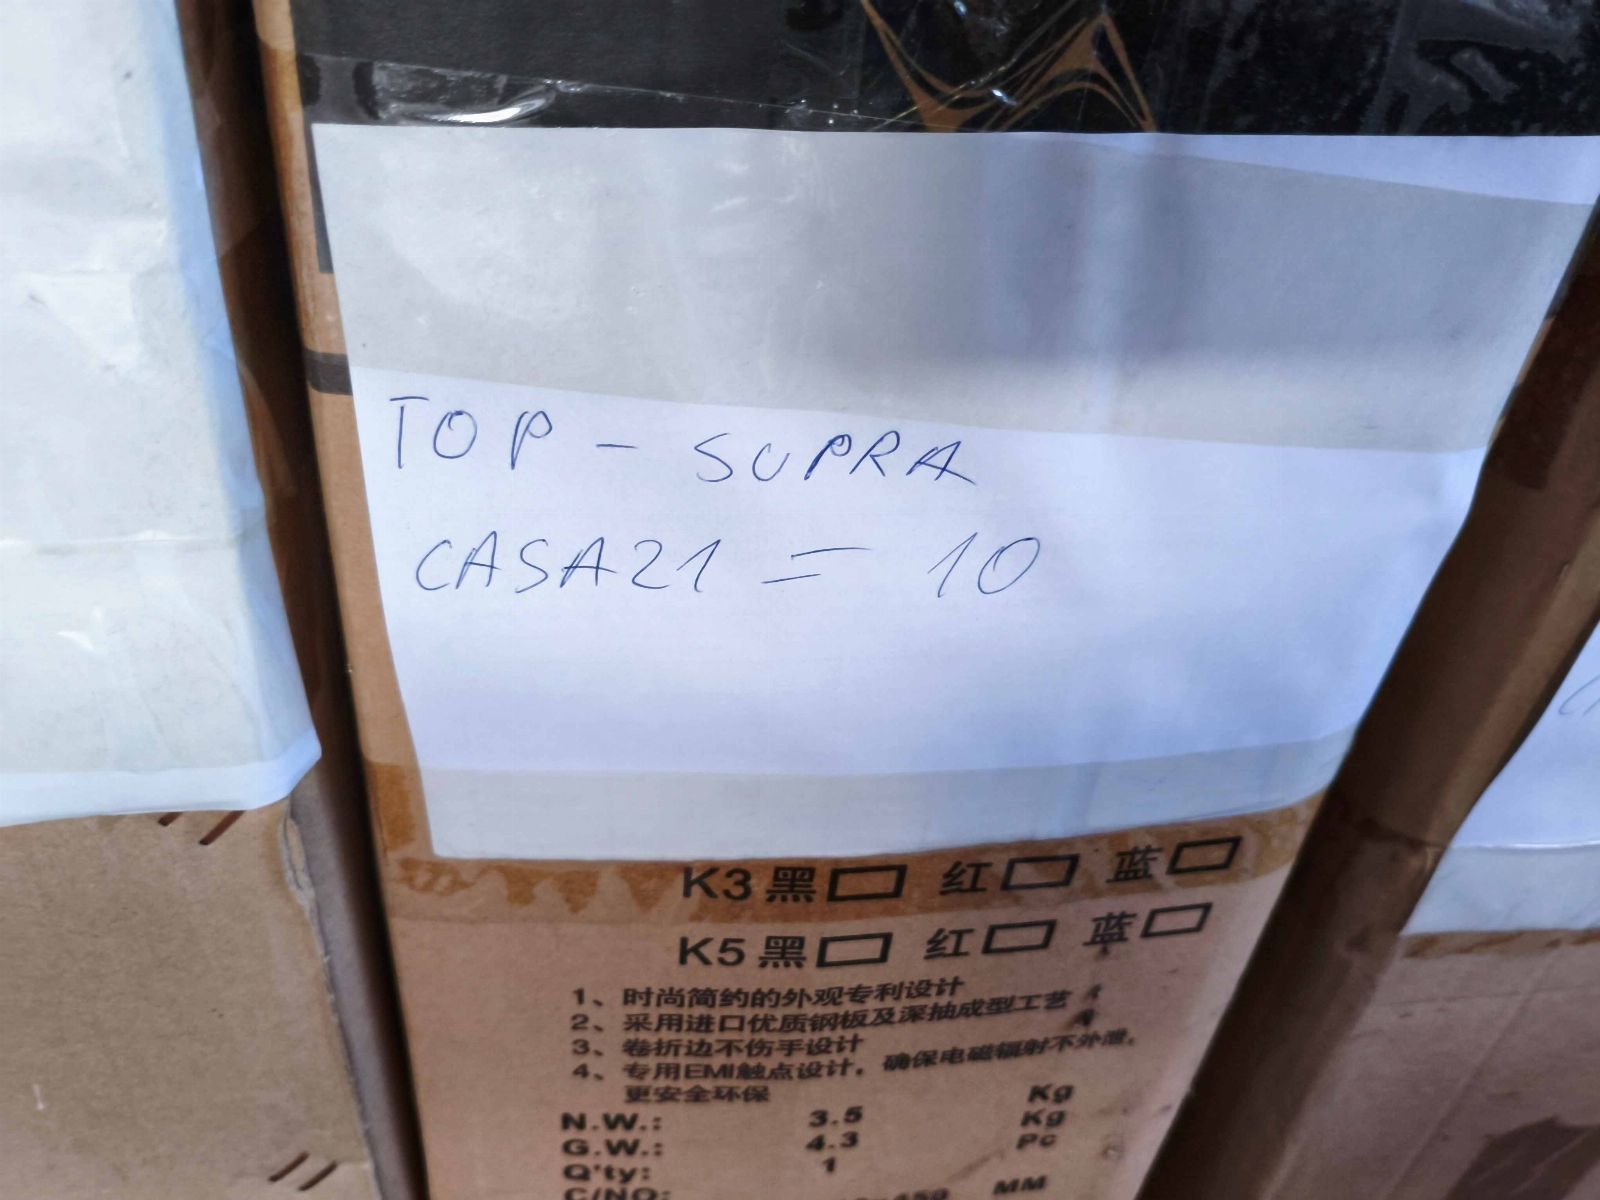 TOP - SUPRA
CASA21 = 10
K3 黑 红 蓝
K5 黑 红 蓝
1、时尚简约的外观专利设计
2、采用进口优质钢板及深抽成型工艺
3、卷折边不伤手设计
4、专用EMI触点设计，确保电磁辐射不外泄，
更安全环保
N.W.: 3.5 Kg
G.W.: 4.3 Kg
Q'ty: 1 Pc
C/NO: MM